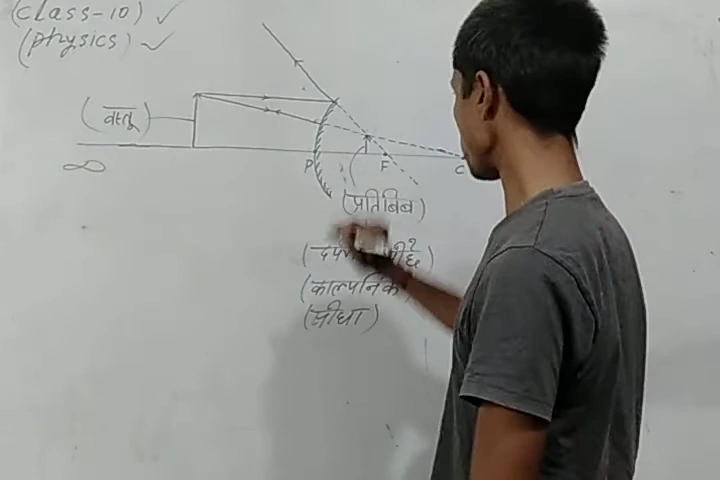 (Class-10) ✓
(Physics) ✓
(वस्तु)
∞
P F C
(प्रतिबिंब)
(काल्पनिक)
(सीधा)